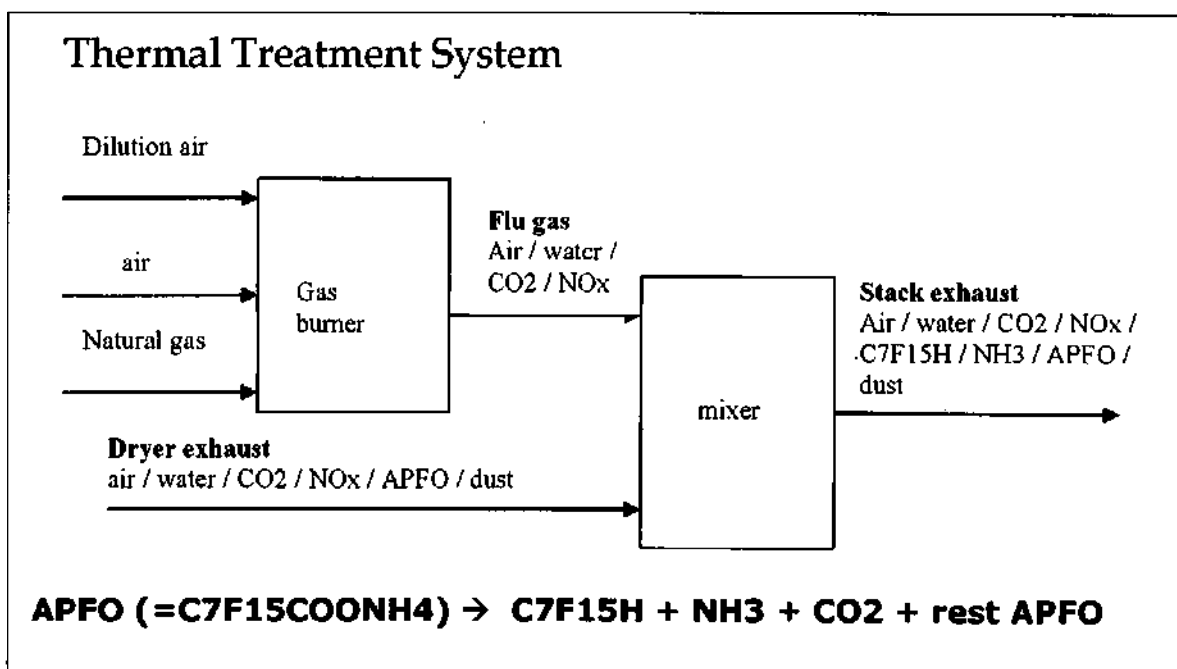 Thermal Treatment System
Dilution air
air
Natural gas
Gas
burner
Flu gas
Air / water /
CO2 / NOx
Dryer exhaust
air / water / CO2 / NOx / APFO / dust
mixer
Stack exhaust
Air / water / CO2 / NOx /
C7F15H / NH3 / APFO /
dust
APFO (=C7F15COONH4) → C7F15H + NH3 + CO2 + rest APFO